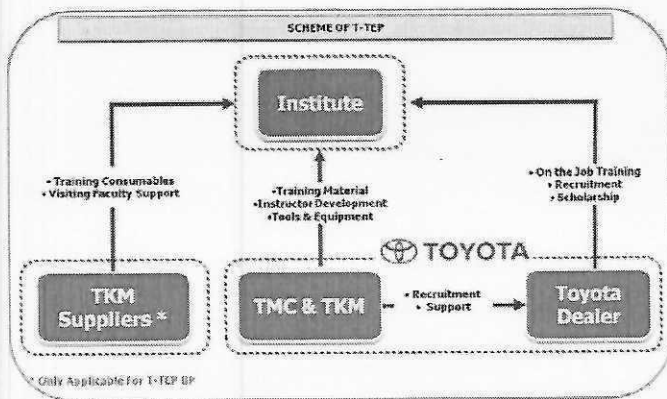 SCHEME OF T-TEP
Institute
• Training Consumables
• Visiting Faculty Support
• Training Material
• Instructor Development
• Tools & Equipment
• On the Job Training
• Recruitment
• Scholarship
TOYOTA
TKM
Suppliers *
TMC & TKM
• Recruitment
• Support
Toyota
Dealer
* Only Applicable For T-TEP BP